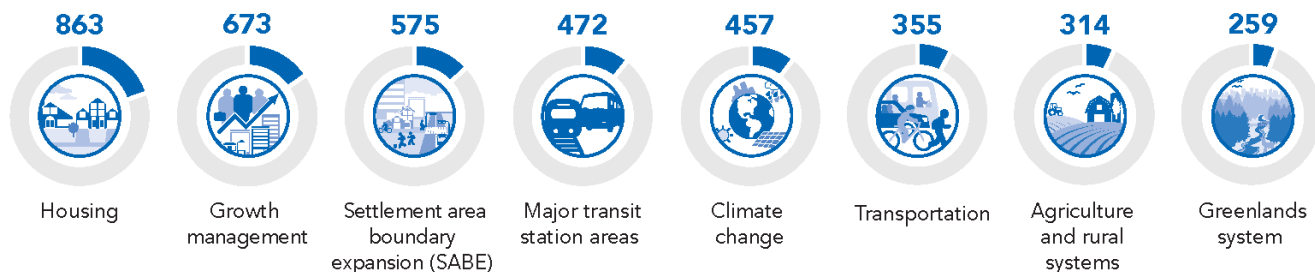 863
673
575
472
457
355
314
259
Housing
Growth
management
Settlement area
boundary
expansion (SABE)
Major transit
station areas
Climate
change
Transportation
Agriculture
and rural
systems
Greenlands
system